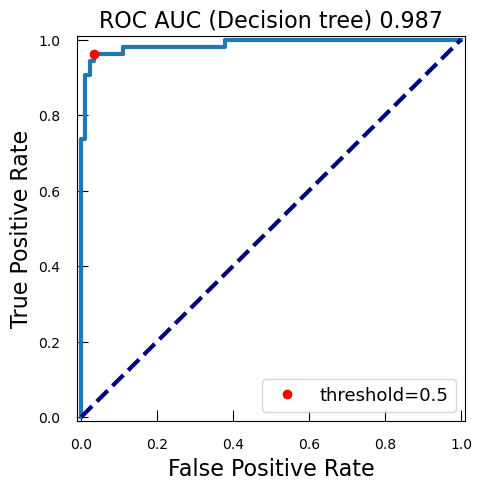 ROC AUC (Decision tree) 0.987
1.0
0.8
0.6
0.4
0.2
0.0
True Positive Rate
threshold=0.5
0.0 0.2 0.4 0.6 0.8 1.0
False Positive Rate